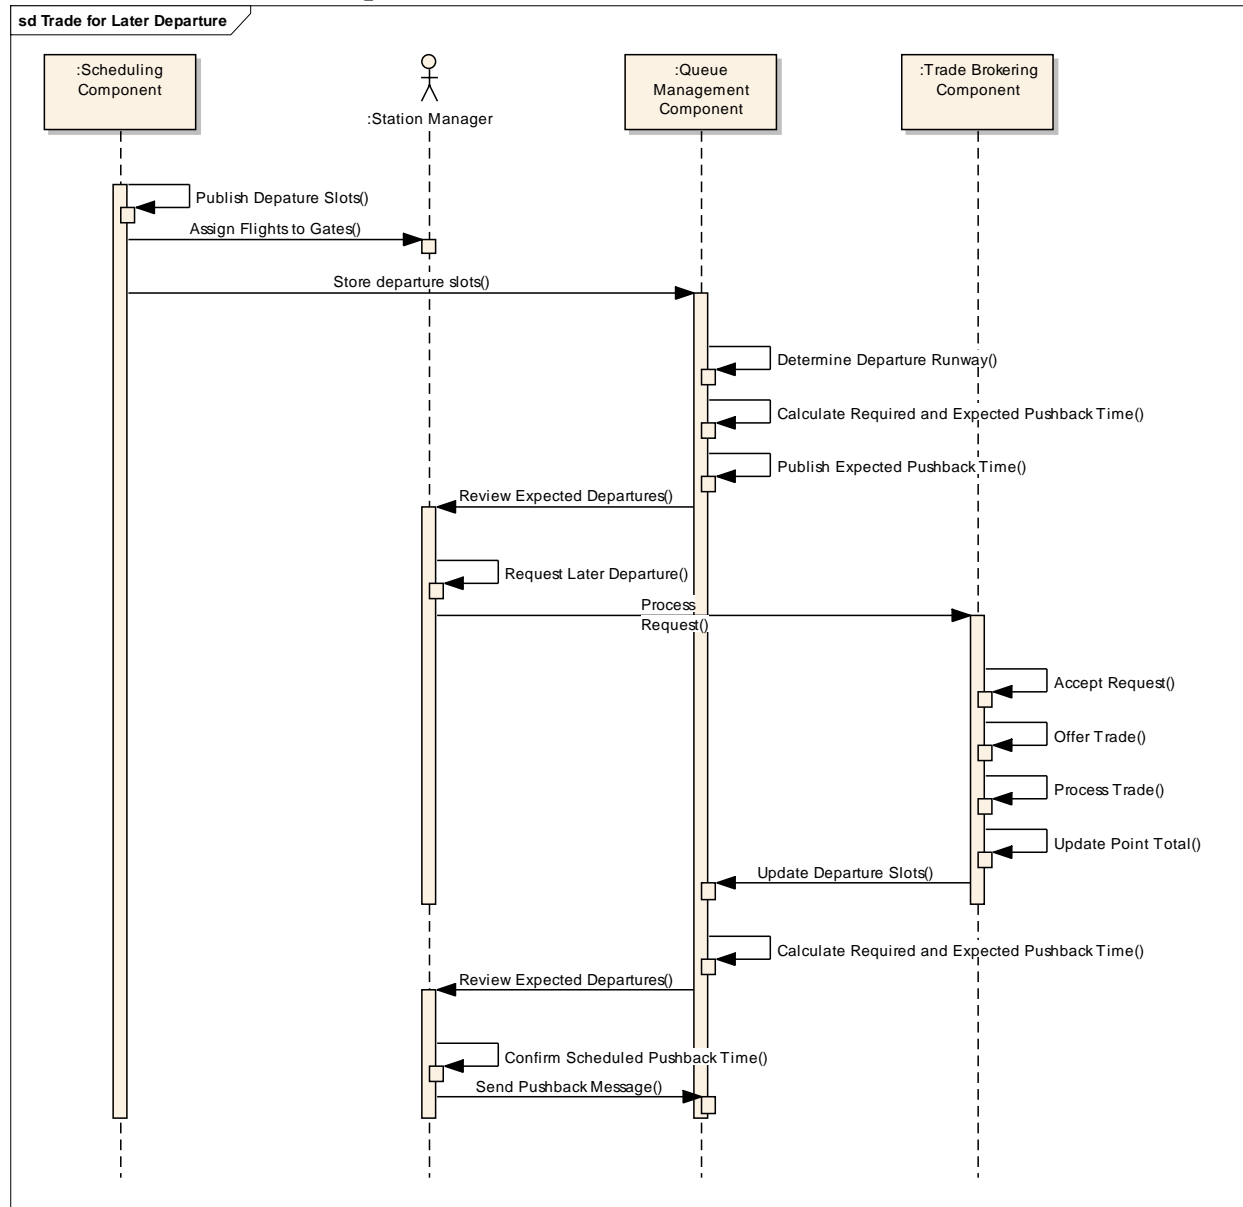 sd Trade for Later Departure
:Scheduling
Component
:Station Manager
:Queue
Management
Component
:Trade Brokering
Component
Publish Depature Slots()
Assign Flights to Gates()
Store departure slots()
Determine Departure Runway()
Calculate Required and Expected Pushback Time()
Publish Expected Pushback Time()
Review Expected Departures()
Request Later Departure()
Process
Request()
Accept Request()
Offer Trade()
Process Trade()
Update Point Total()
Update Departure Slots()
Calculate Required and Expected Pushback Time()
Review Expected Departures()
Confirm Scheduled Pushback Time()
Send Pushback Message()